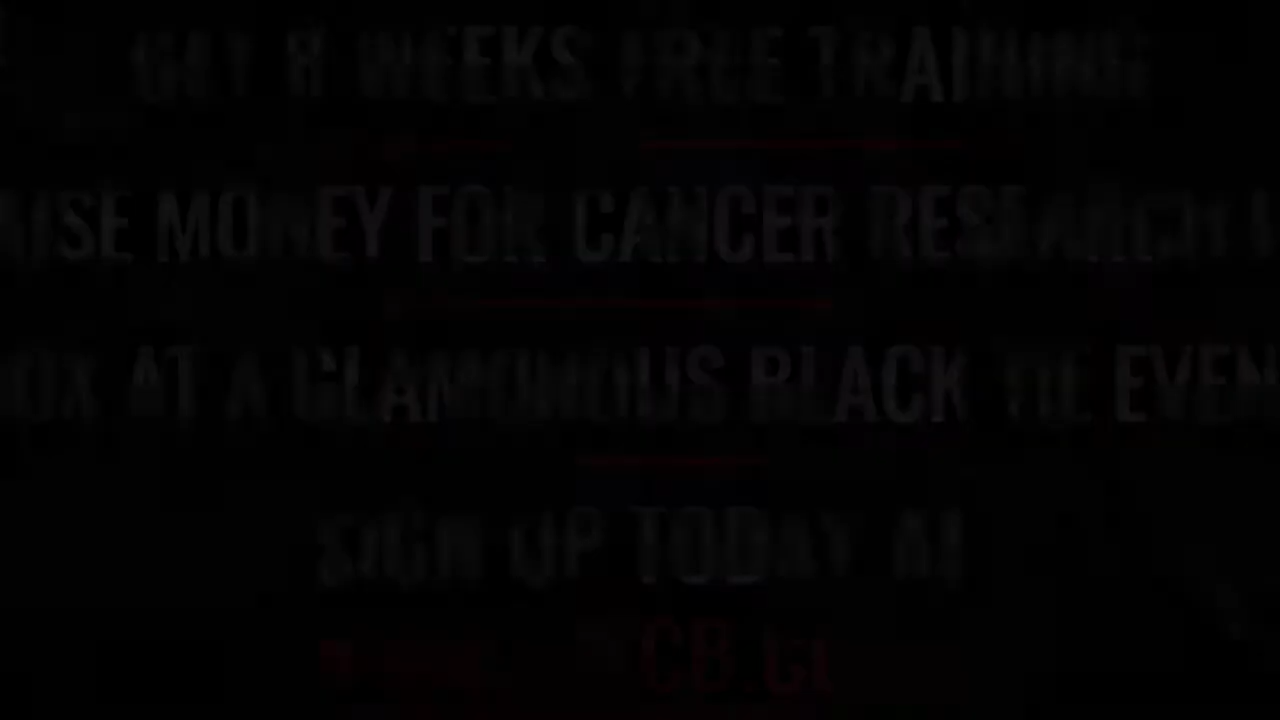 GET 8 WEEKS FREE TRAINING
AISE MONEY FOR CANCER RESEARCH U
OX AT A GLAMOROUS BLACK TIE EVEN
SIGN UP TODAY AT